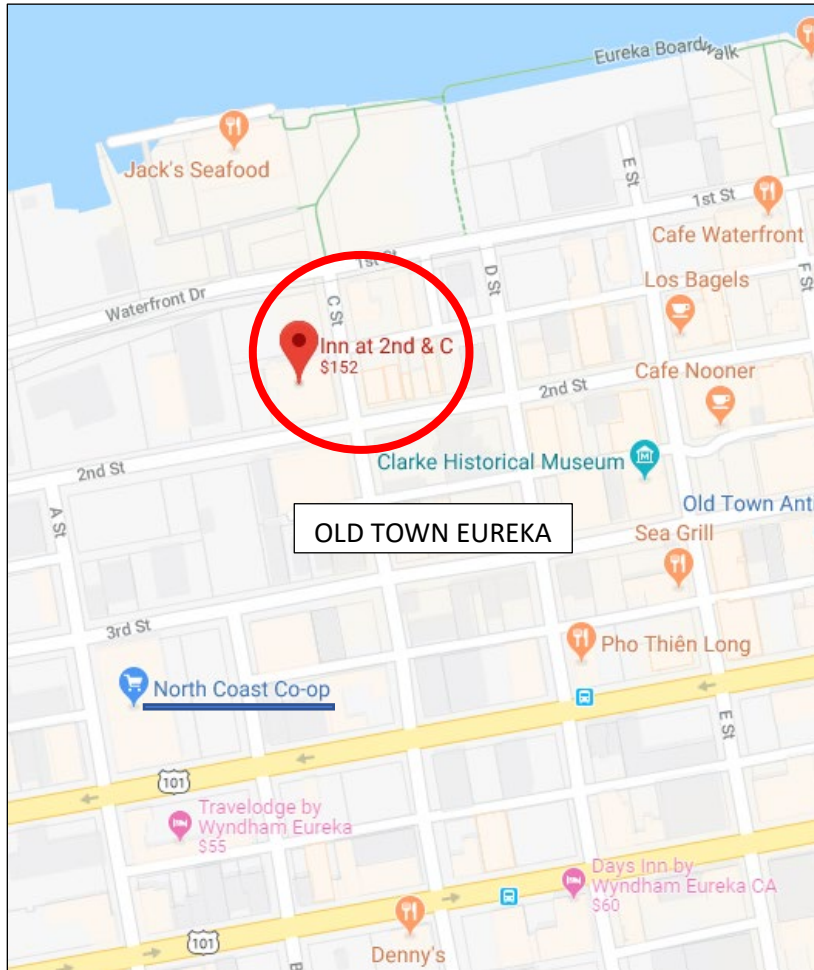 Eureka Boardwalk
Jack's Seafood
E St
1st St
Cafe Waterfront
1st St
D St
F St
Los Bagels
Waterfront Dr
C St
Inn at 2nd & C
$152
Cafe Nooner
2nd St
2nd St
Clarke Historical Museum
A St
Old Town Anti
OLD TOWN EUREKA
Sea Grill
3rd St
Pho Thiên Long
North Coast Co-op
E St
101
Travelodge by
Wyndham Eureka
$55
Days Inn by
Wyndham Eureka CA
$60
101
Denny's
B